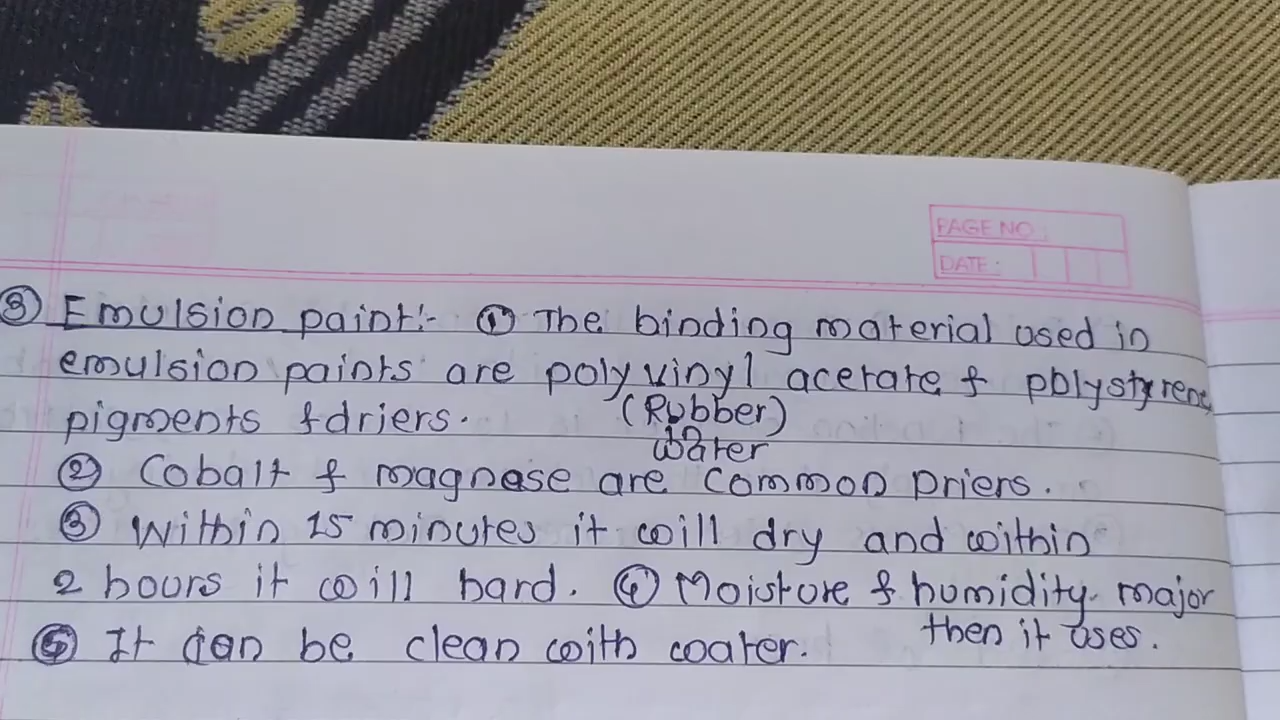 PAGE NO.:
DATE:
③ Emulsion paint:- ① The binding material used in
emulsion paints are polyvinyl acetate & polystyrene
pigments & driers. (Rubber)
in water
② Cobalt & magnase are common Driers.
③ Within 15 minutes it will dry and within
2 hours it will hard. ④ Moisture & humidity major
then it uses.
⑤ It can be clean with water.